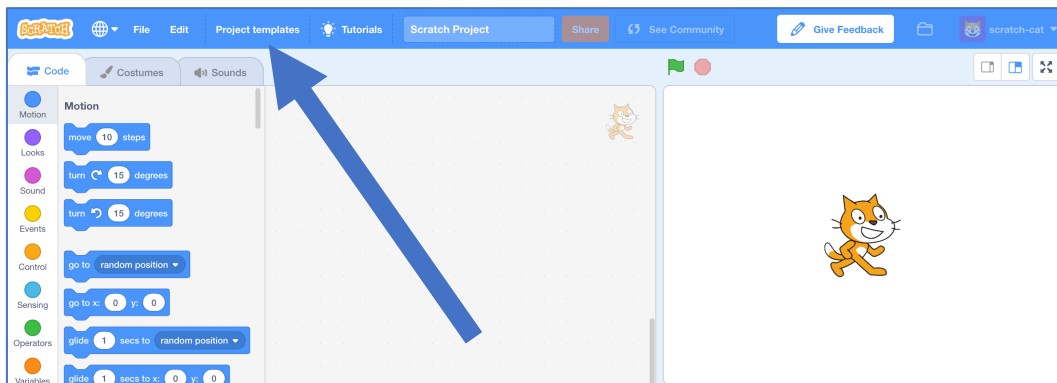 SCRATCH File Edit Project templates Tutorials Scratch Project Share See Community Give Feedback scratch-cat
Code Costumes Sounds
Motion
Looks
Sound
Events
Control
Sensing
Operators
Variables
Motion
move 10 steps
turn 15 degrees
turn 15 degrees
go to random position
go to x: 0 y: 0
glide 1 secs to random position
glide 1 secs to x: 0 y: 0